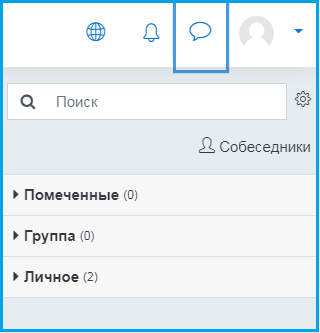 Поиск
Собеседники
Помеченные (0)
Группа (0)
Личное (2)